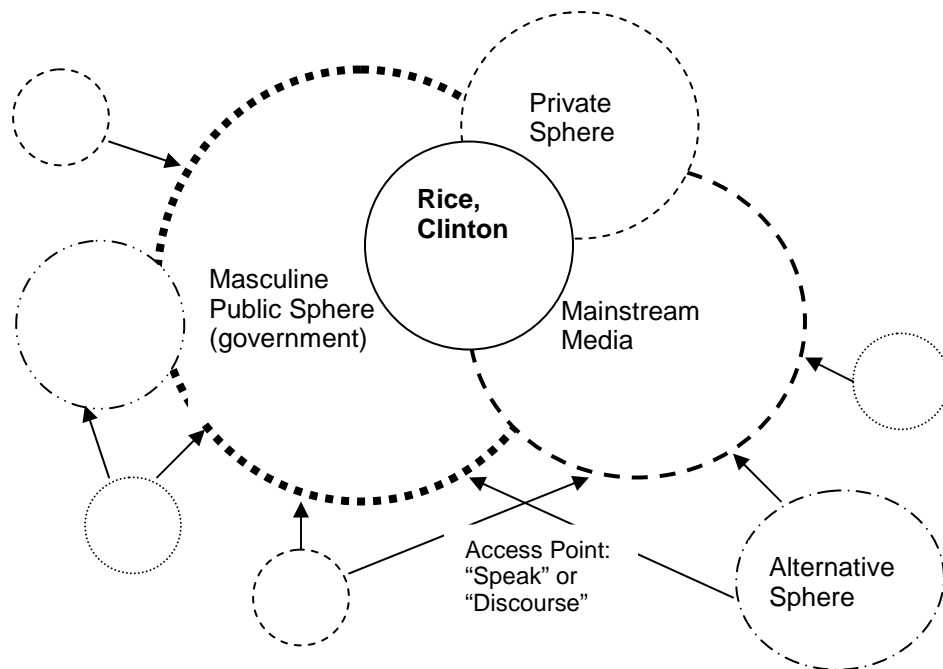 Private
Sphere
Rice,
Clinton
Masculine
Public Sphere
(government)
Mainstream
Media
Access Point:
“Speak” or
“Discourse”
Alternative
Sphere